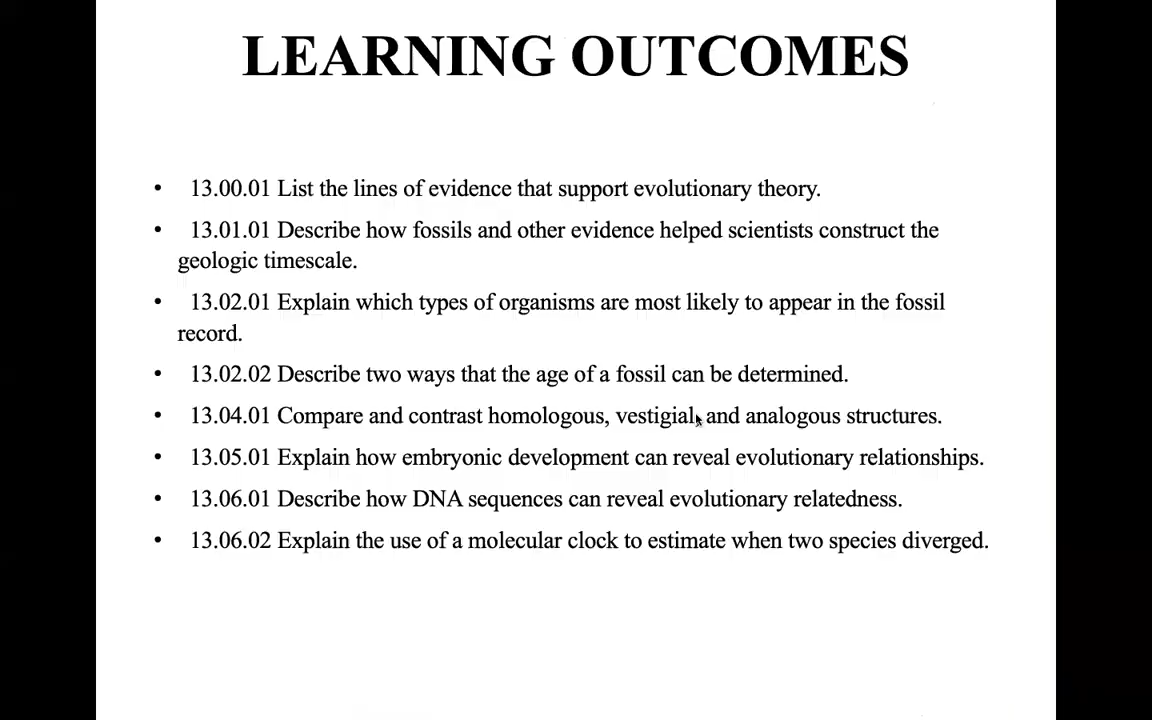 LEARNING OUTCOMES
• 13.00.01 List the lines of evidence that support evolutionary theory.
• 13.01.01 Describe how fossils and other evidence helped scientists construct the
geologic timescale.
• 13.02.01 Explain which types of organisms are most likely to appear in the fossil
record.
• 13.02.02 Describe two ways that the age of a fossil can be determined.
• 13.04.01 Compare and contrast homologous, vestigial, and analogous structures.
• 13.05.01 Explain how embryonic development can reveal evolutionary relationships.
• 13.06.01 Describe how DNA sequences can reveal evolutionary relatedness.
• 13.06.02 Explain the use of a molecular clock to estimate when two species diverged.